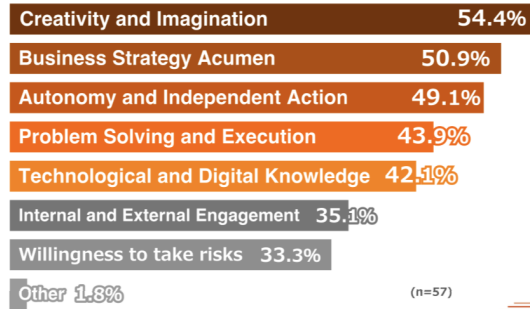 Creativity and Imagination 54.4%
Business Strategy Acumen 50.9%
Autonomy and Independent Action 49.1%
Problem Solving and Execution 43.9%
Technological and Digital Knowledge 42.1%
Internal and External Engagement 35.1%
Willingness to take risks 33.3%
Other 1.8%
(n=57)